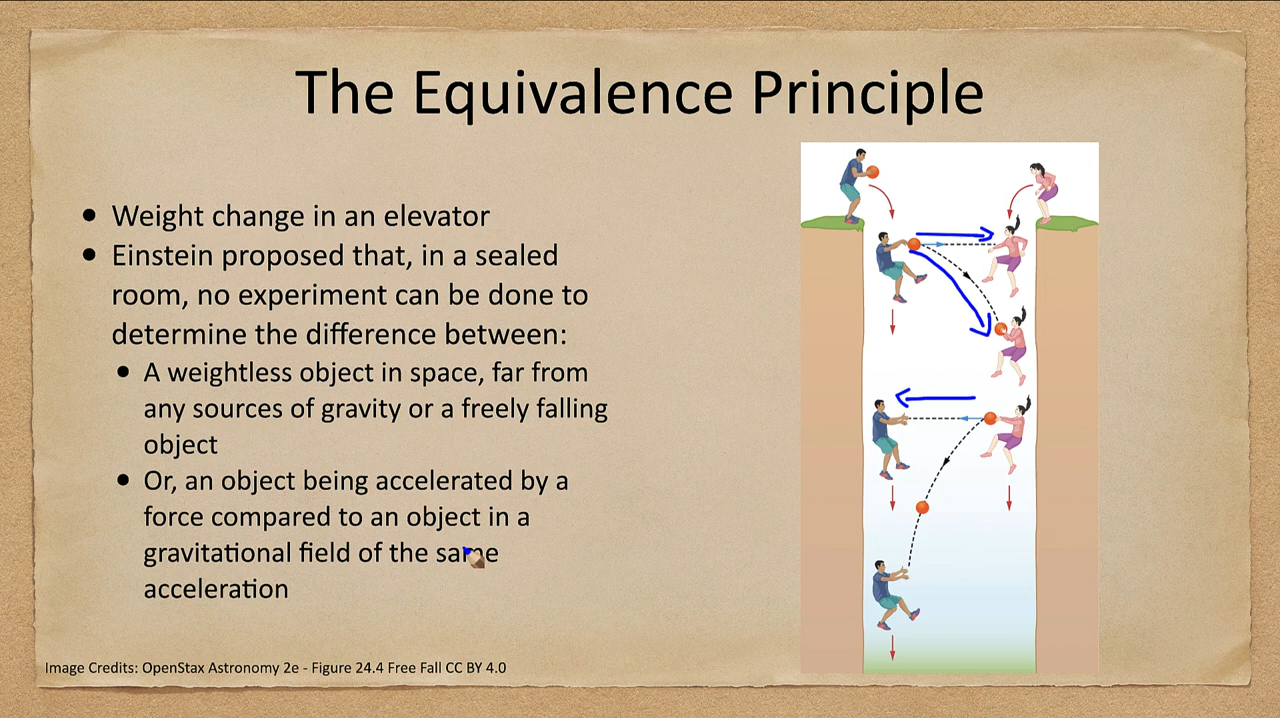 The Equivalence Principle
• Weight change in an elevator
• Einstein proposed that, in a sealed
room, no experiment can be done to
determine the difference between:
• A weightless object in space, far from
any sources of gravity or a freely falling
object
• Or, an object being accelerated by a
force compared to an object in a
gravitational field of the same
acceleration
Image Credits: OpenStax Astronomy 2e - Figure 24.4 Free Fall CC BY 4.0